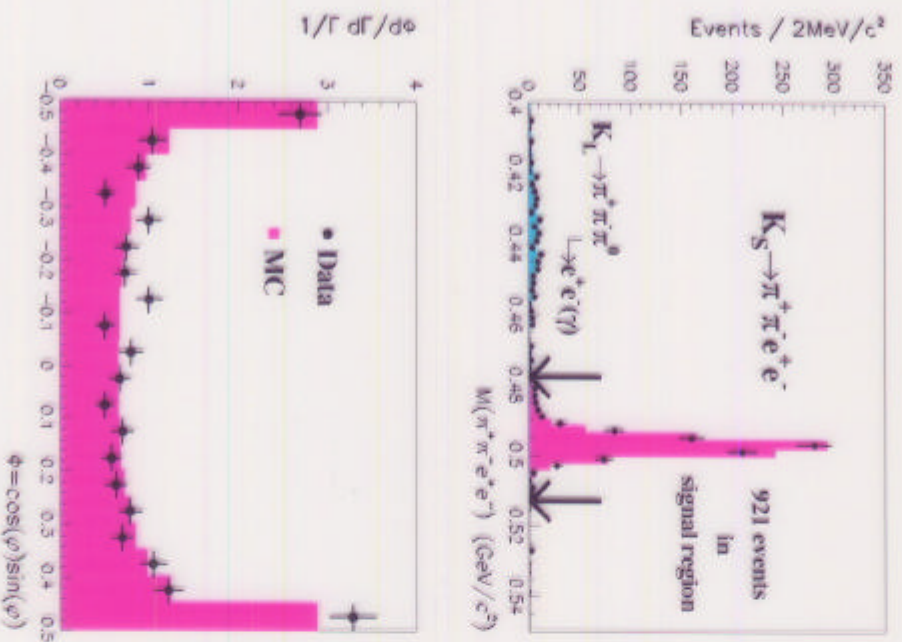 Events / 2MeV/c²
350
300
250
200
150
100
50
0
K_S→π⁺π⁻e⁺e⁻
921 events
in
signal region
K_L→π⁺π⁻π⁰
↳e⁺e⁻(γ)
0.4 0.42 0.44 0.46 0.48 0.5 0.52 0.54
M(π⁺π⁻e⁺e⁻) (GeV/c²)
1/Γ dΓ/dΦ
4
3
2
1
0
Data
MC
-0.5 -0.4 -0.3 -0.2 -0.1 0 0.1 0.2 0.3 0.4 0.5
Φ=cos(φ)sin(φ)